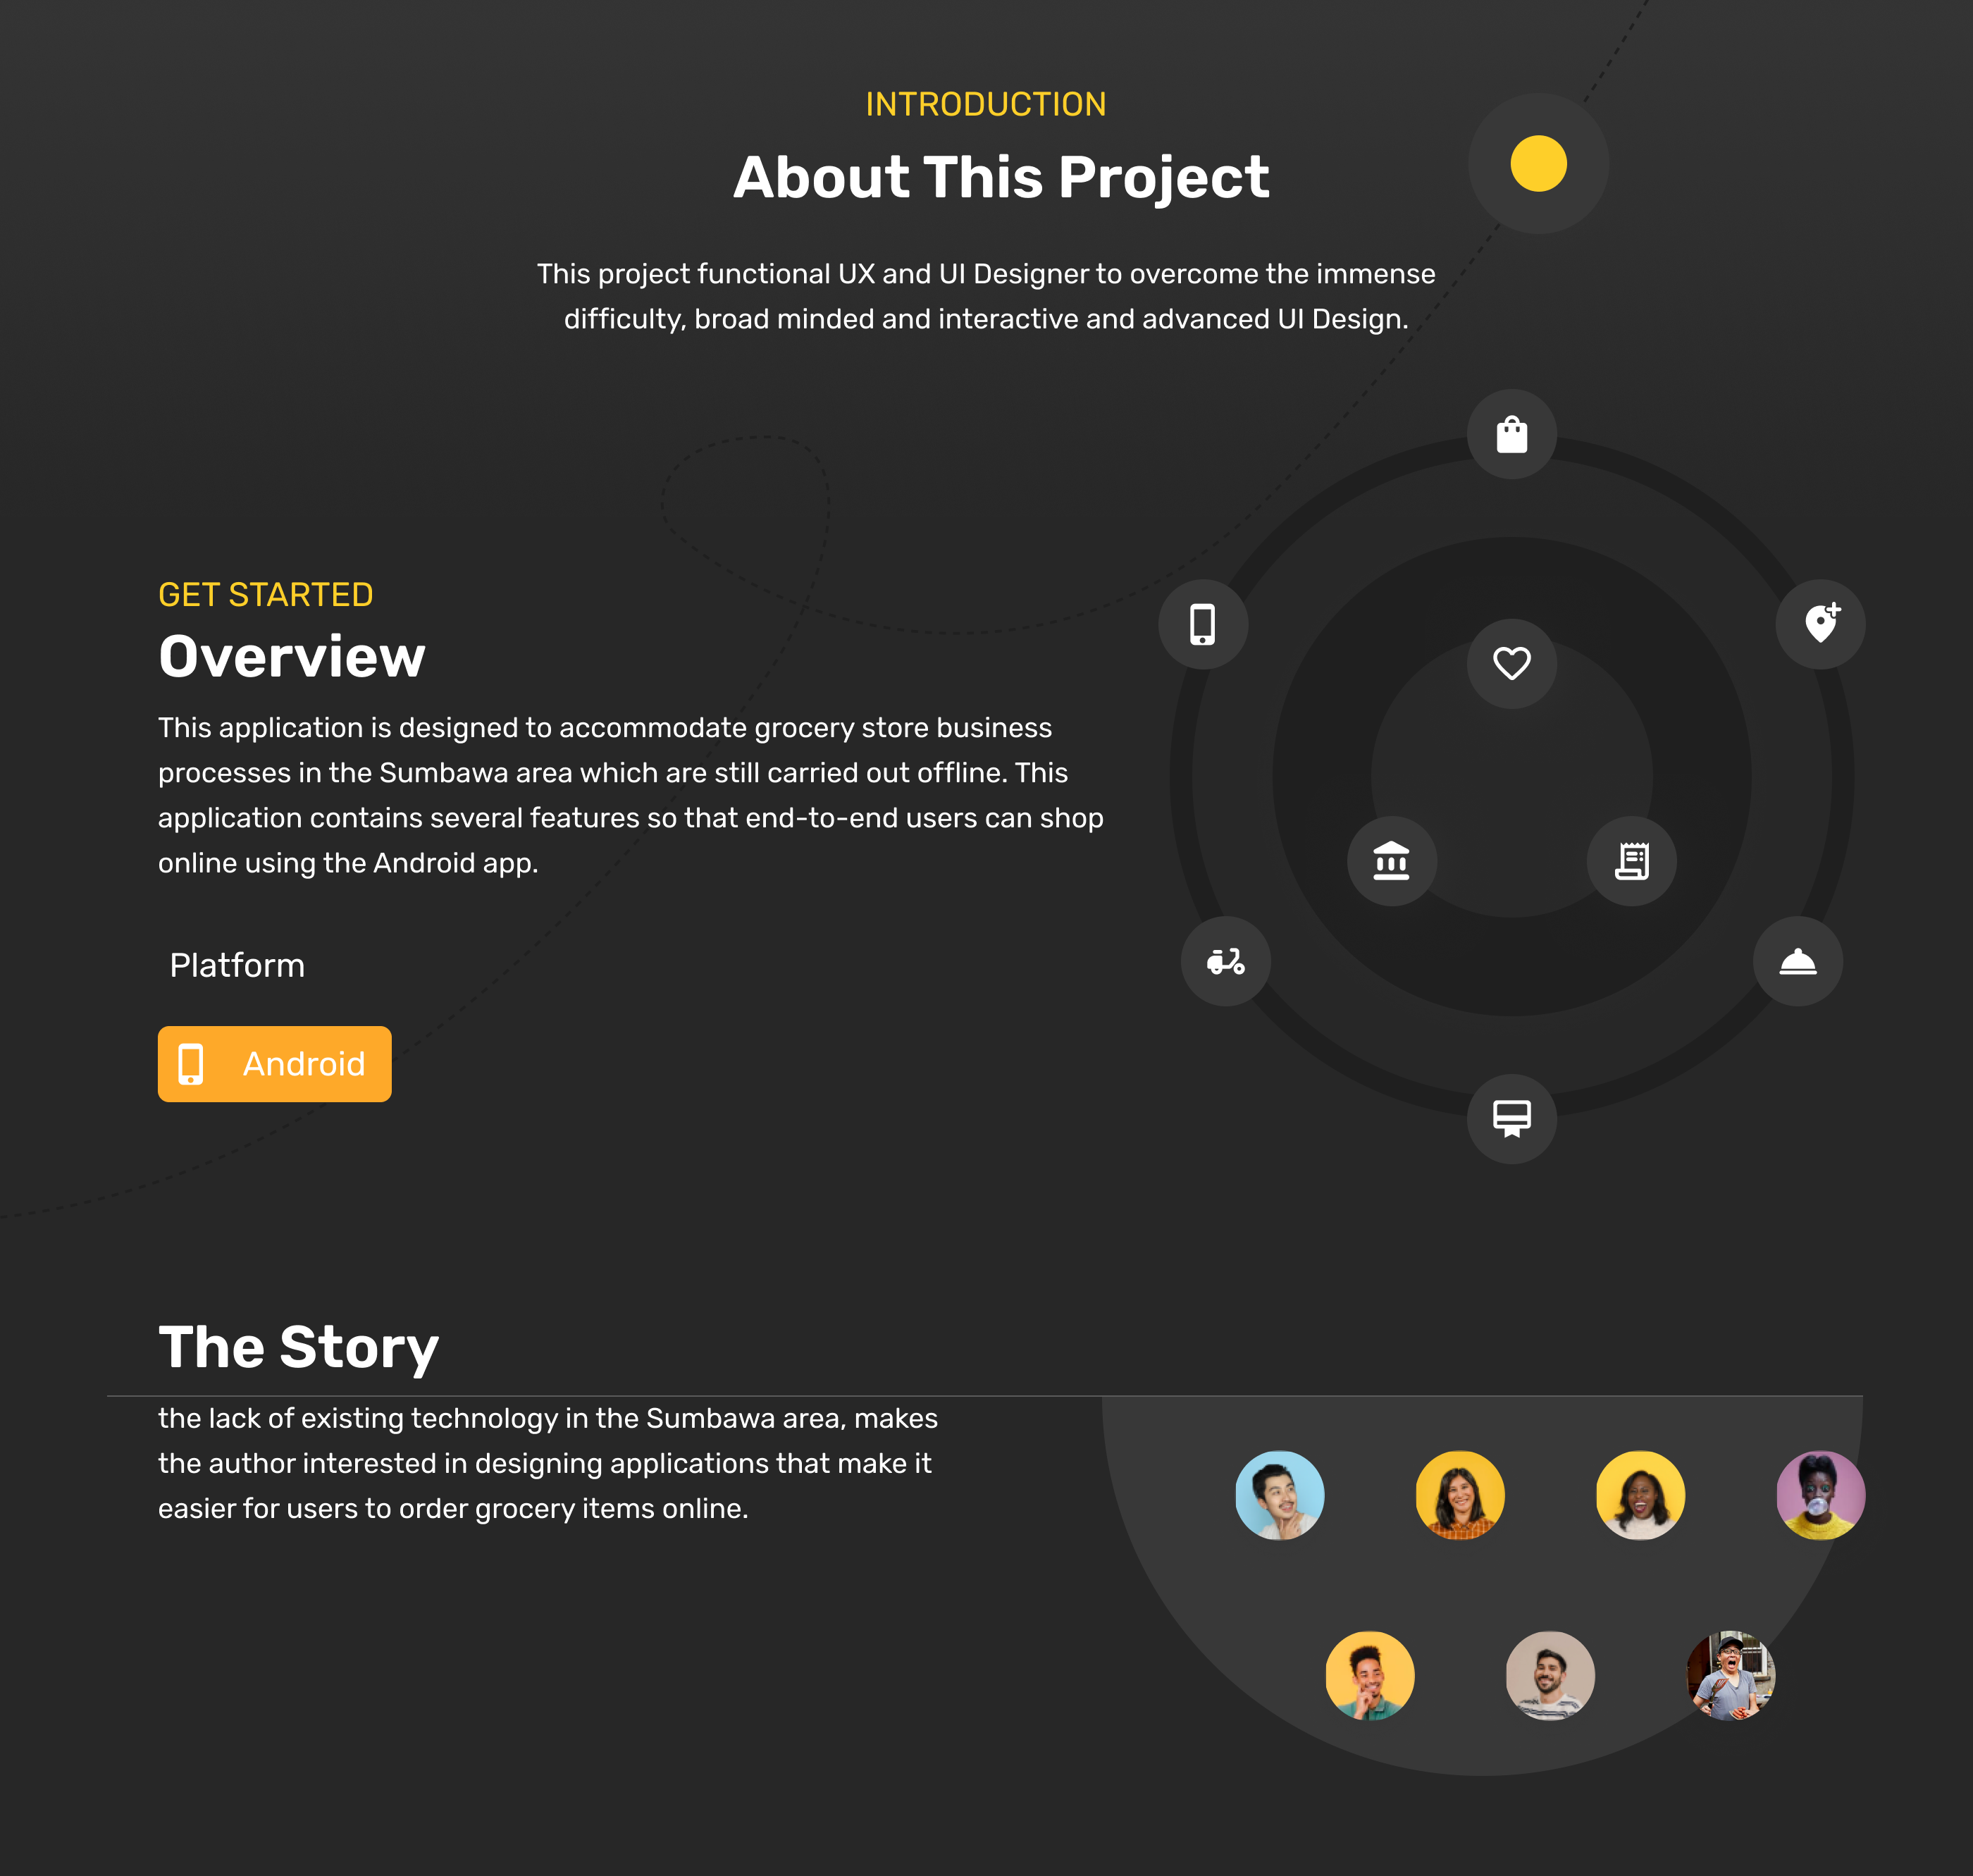 INTRODUCTION
About This Project
This project functional UX and UI Designer to overcome the immense
difficulty, broad minded and interactive and advanced UI Design.
GET STARTED
Overview
This application is designed to accommodate grocery store business
processes in the Sumbawa area which are still carried out offline. This
application contains several features so that end-to-end users can shop
online using the Android app.
Platform
Android
The Story
the lack of existing technology in the Sumbawa area, makes
the author interested in designing applications that make it
easier for users to order grocery items online.